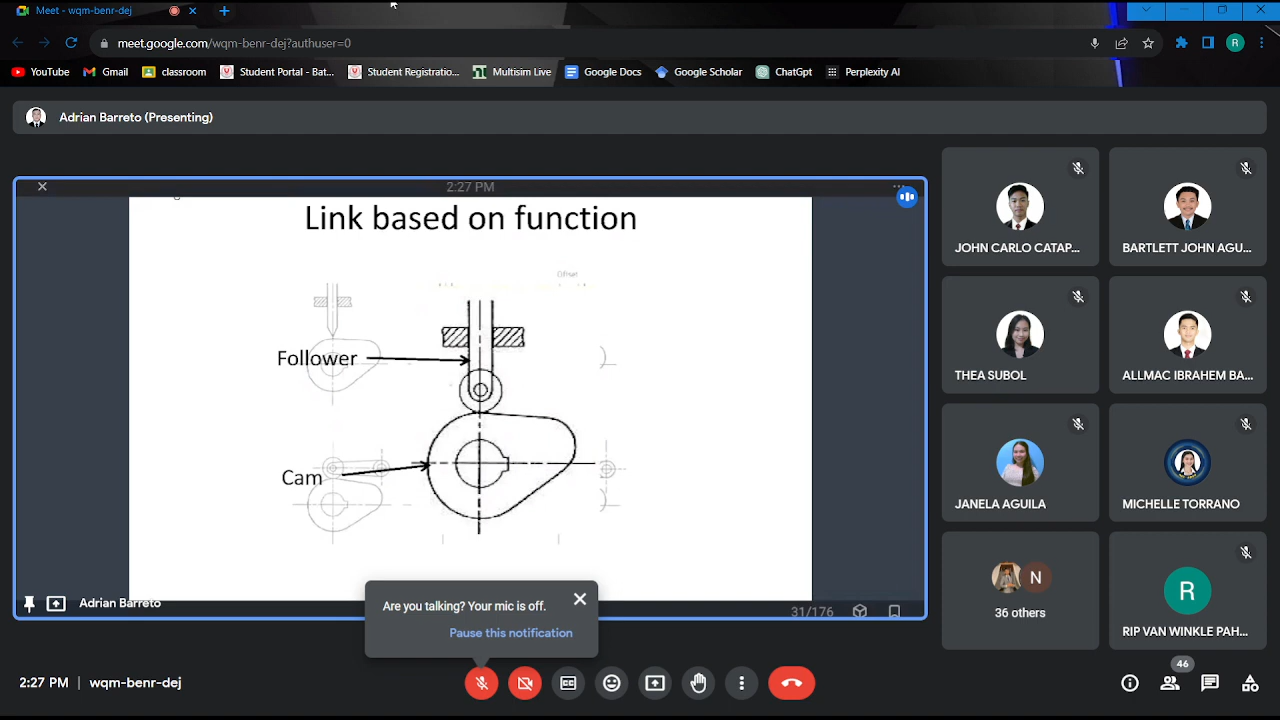 Meet - wqm-benr-dej
meet.google.com/wqm-benr-dej?authuser=0
R
YouTube
Gmail
classroom
Student Portal - Bat...
Student Registratio...
Multisim Live
Google Docs
Google Scholar
ChatGPT
Perplexity AI
Adrian Barreto (Presenting)
2:27 PM
Link based on function
Offset
Follower
Cam
Adrian Barreto
31/176
JOHN CARLO CATAP...
BARTLETT JOHN AGU...
THEA SUBOL
ALLMAC IBRAHEM BA...
JANELA AGUILA
MICHELLE TORRANO
N
36 others
R
RIP VAN WINKLE PAH...
Are you talking? Your mic is off.
Pause this notification
2:27 PM | wqm-benr-dej
46